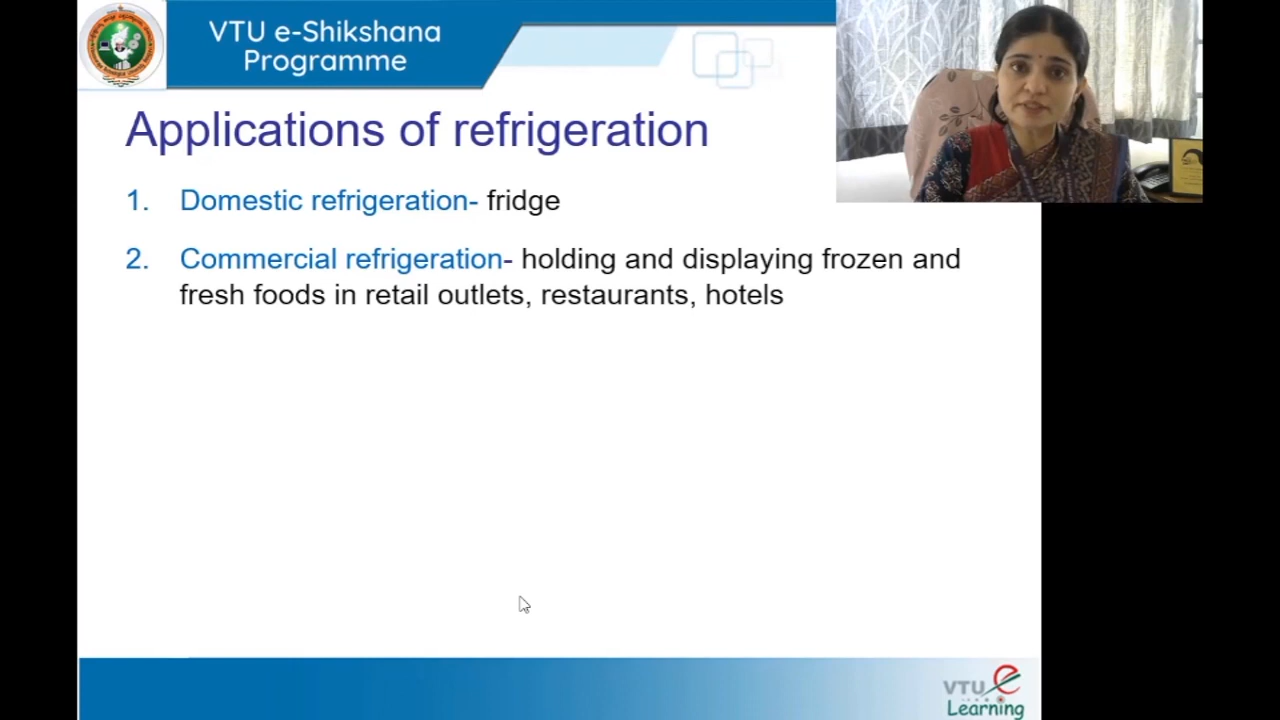 VTU e-Shikshana
Programme
Applications of refrigeration
1. Domestic refrigeration- fridge
2. Commercial refrigeration- holding and displaying frozen and
fresh foods in retail outlets, restaurants, hotels
VTU e
Learning